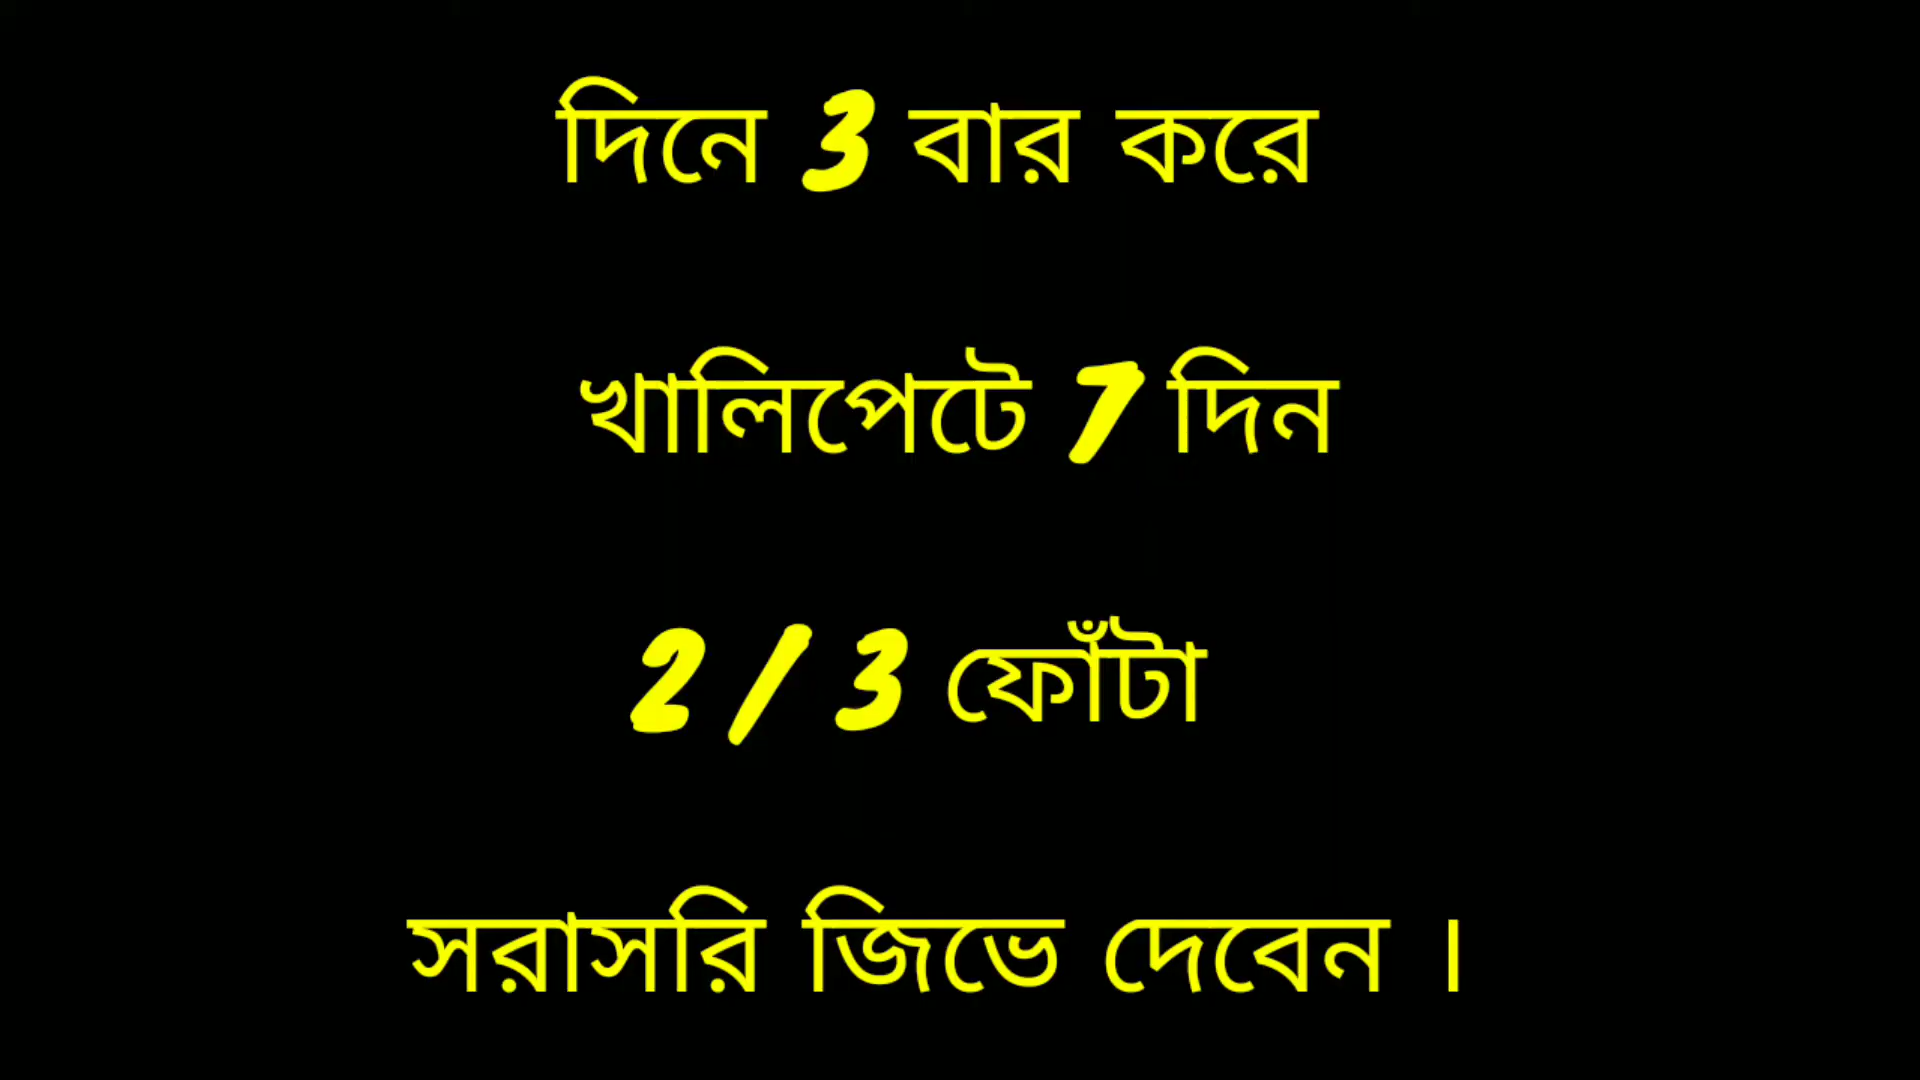 দিনে 3 বার করে
খালিপেটে 7 দিন
2 / 3 ফোঁটা
সরাসরি জিভে দেবেন ।